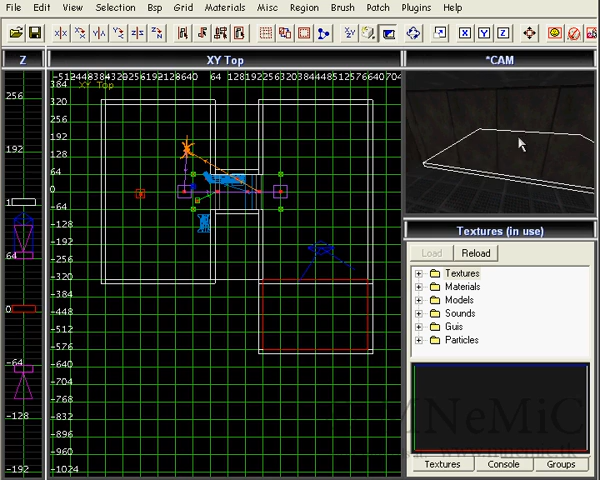 File Edit View Selection Bsp Grid Materials Misc Region Brush Patch Plugins Help
Z XY Top *CAM
XY Top
64 128
384
320
256
192
128
64
0
-64
-128
-192
-256
-320
-384
-448
-512
-576
-640
-704
-768
-832
-896
-960
-1024
256
192
64
0
-64
-128
-192
Textures (in use)
Load Reload
Textures
Materials
Models
Sounds
Guis
Particles
NeMiC
Textures Console Groups